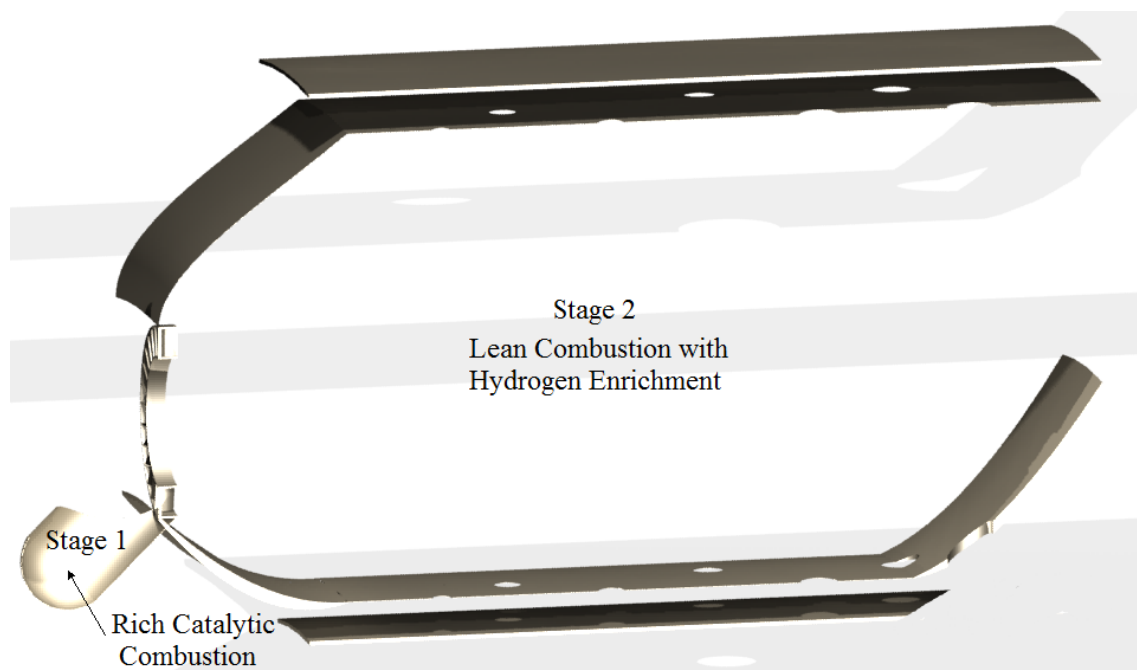 Stage 2
Lean Combustion with
Hydrogen Enrichment
Stage 1
Rich Catalytic
Combustion